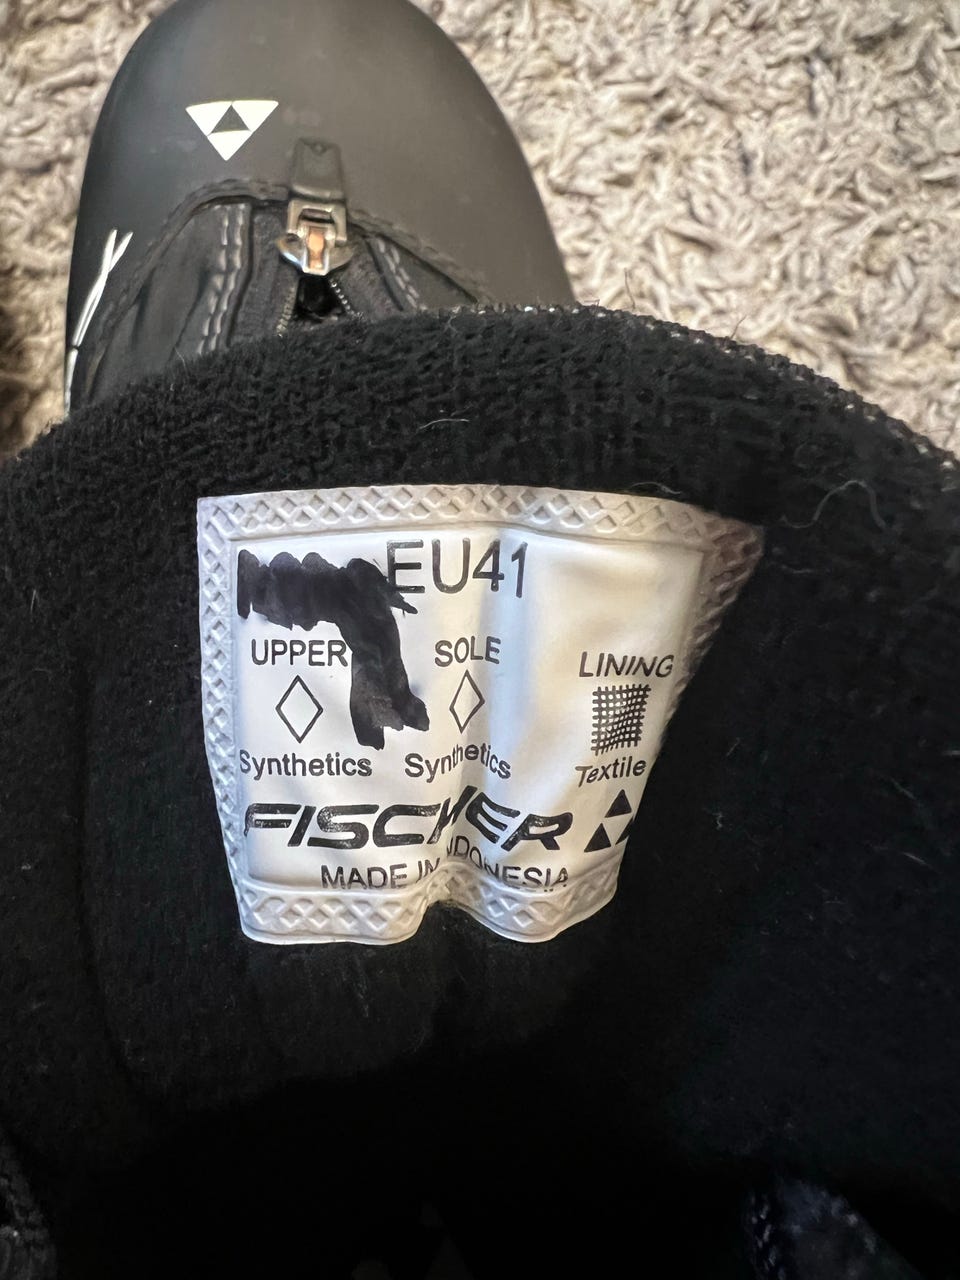 EU41
UPPER SOLE LINING
Synthetics Synthetics Textile
FISCHER
MADE IN INDONESIA